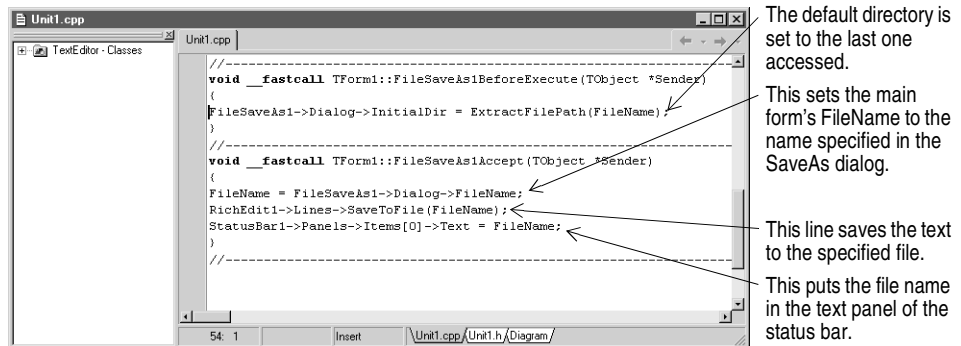 Unit1.cpp
TextEditor - Classes
Unit1.cpp
//----------------------------------------------------------------
void __fastcall TForm1::FileSaveAs1BeforeExecute(TObject *Sender)
{
FileSaveAs1->Dialog->InitialDir = ExtractFilePath(FileName);
}
//----------------------------------------------------------------
void __fastcall TForm1::FileSaveAs1Accept(TObject *Sender)
{
FileName = FileSaveAs1->Dialog->FileName;
RichEdit1->Lines->SaveToFile(FileName);
StatusBar1->Panels->Items[0]->Text = FileName;
}
//----------------------------------------------------------------
54: 1
Insert
Unit1.cpp
Unit1.h
Diagram
The default directory is
set to the last one
accessed.
This sets the main
form's FileName to the
name specified in the
SaveAs dialog.
This line saves the text
to the specified file.
This puts the file name
in the text panel of the
status bar.